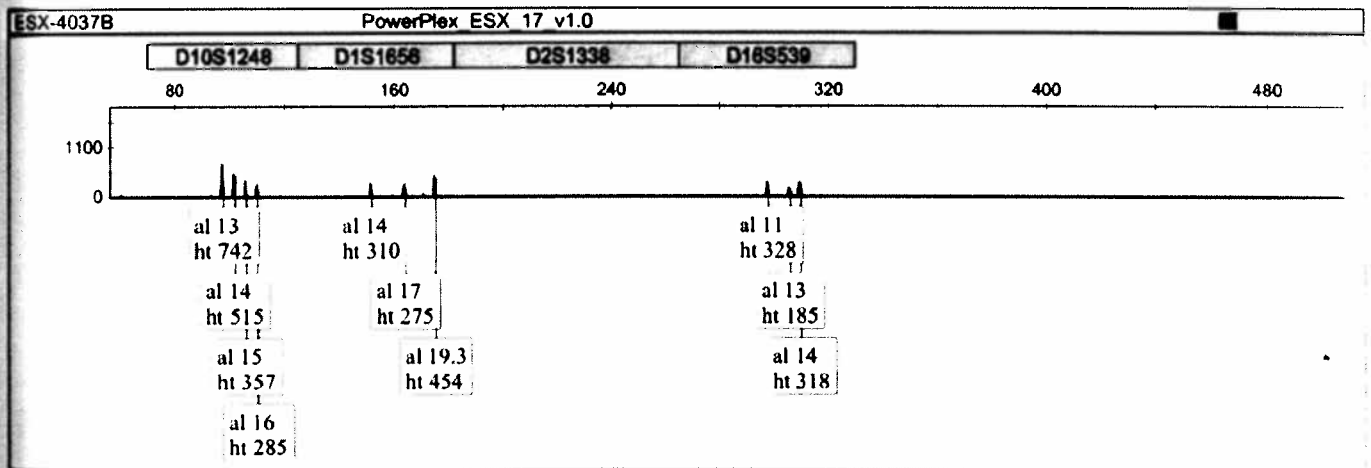 ESX-4037B PowerPlex_ESX_17_v1.0
D10S1248 D1S1656 D2S1338 D16S539
80 160 240 320 400 480
1100
0
al 13
ht 742
al 14
ht 310
al 11
ht 328
al 14
ht 515
al 17
ht 275
al 13
ht 185
al 15
ht 357
al 19.3
ht 454
al 14
ht 318
al 16
ht 285